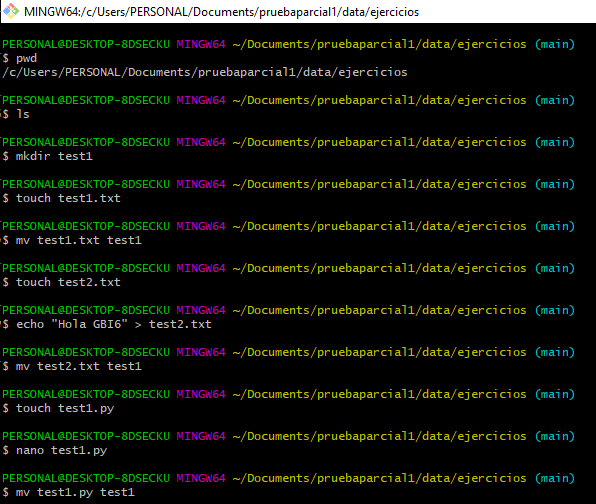 MINGW64:/c/Users/PERSONAL/Documents/pruebaparcial1/data/ejercicios
PERSONAL@DESKTOP-8DSECKU MINGW64 ~/Documents/pruebaparcial1/data/ejercicios (main)
$ pwd
/c/Users/PERSONAL/Documents/pruebaparcial1/data/ejercicios
PERSONAL@DESKTOP-8DSECKU MINGW64 ~/Documents/pruebaparcial1/data/ejercicios (main)
$ ls
PERSONAL@DESKTOP-8DSECKU MINGW64 ~/Documents/pruebaparcial1/data/ejercicios (main)
$ mkdir test1
PERSONAL@DESKTOP-8DSECKU MINGW64 ~/Documents/pruebaparcial1/data/ejercicios (main)
$ touch test1.txt
PERSONAL@DESKTOP-8DSECKU MINGW64 ~/Documents/pruebaparcial1/data/ejercicios (main)
$ mv test1.txt test1
PERSONAL@DESKTOP-8DSECKU MINGW64 ~/Documents/pruebaparcial1/data/ejercicios (main)
$ touch test2.txt
PERSONAL@DESKTOP-8DSECKU MINGW64 ~/Documents/pruebaparcial1/data/ejercicios (main)
$ echo "Hola GBI6" > test2.txt
PERSONAL@DESKTOP-8DSECKU MINGW64 ~/Documents/pruebaparcial1/data/ejercicios (main)
$ mv test2.txt test1
PERSONAL@DESKTOP-8DSECKU MINGW64 ~/Documents/pruebaparcial1/data/ejercicios (main)
$ touch test1.py
PERSONAL@DESKTOP-8DSECKU MINGW64 ~/Documents/pruebaparcial1/data/ejercicios (main)
$ nano test1.py
PERSONAL@DESKTOP-8DSECKU MINGW64 ~/Documents/pruebaparcial1/data/ejercicios (main)
$ mv test1.py test1